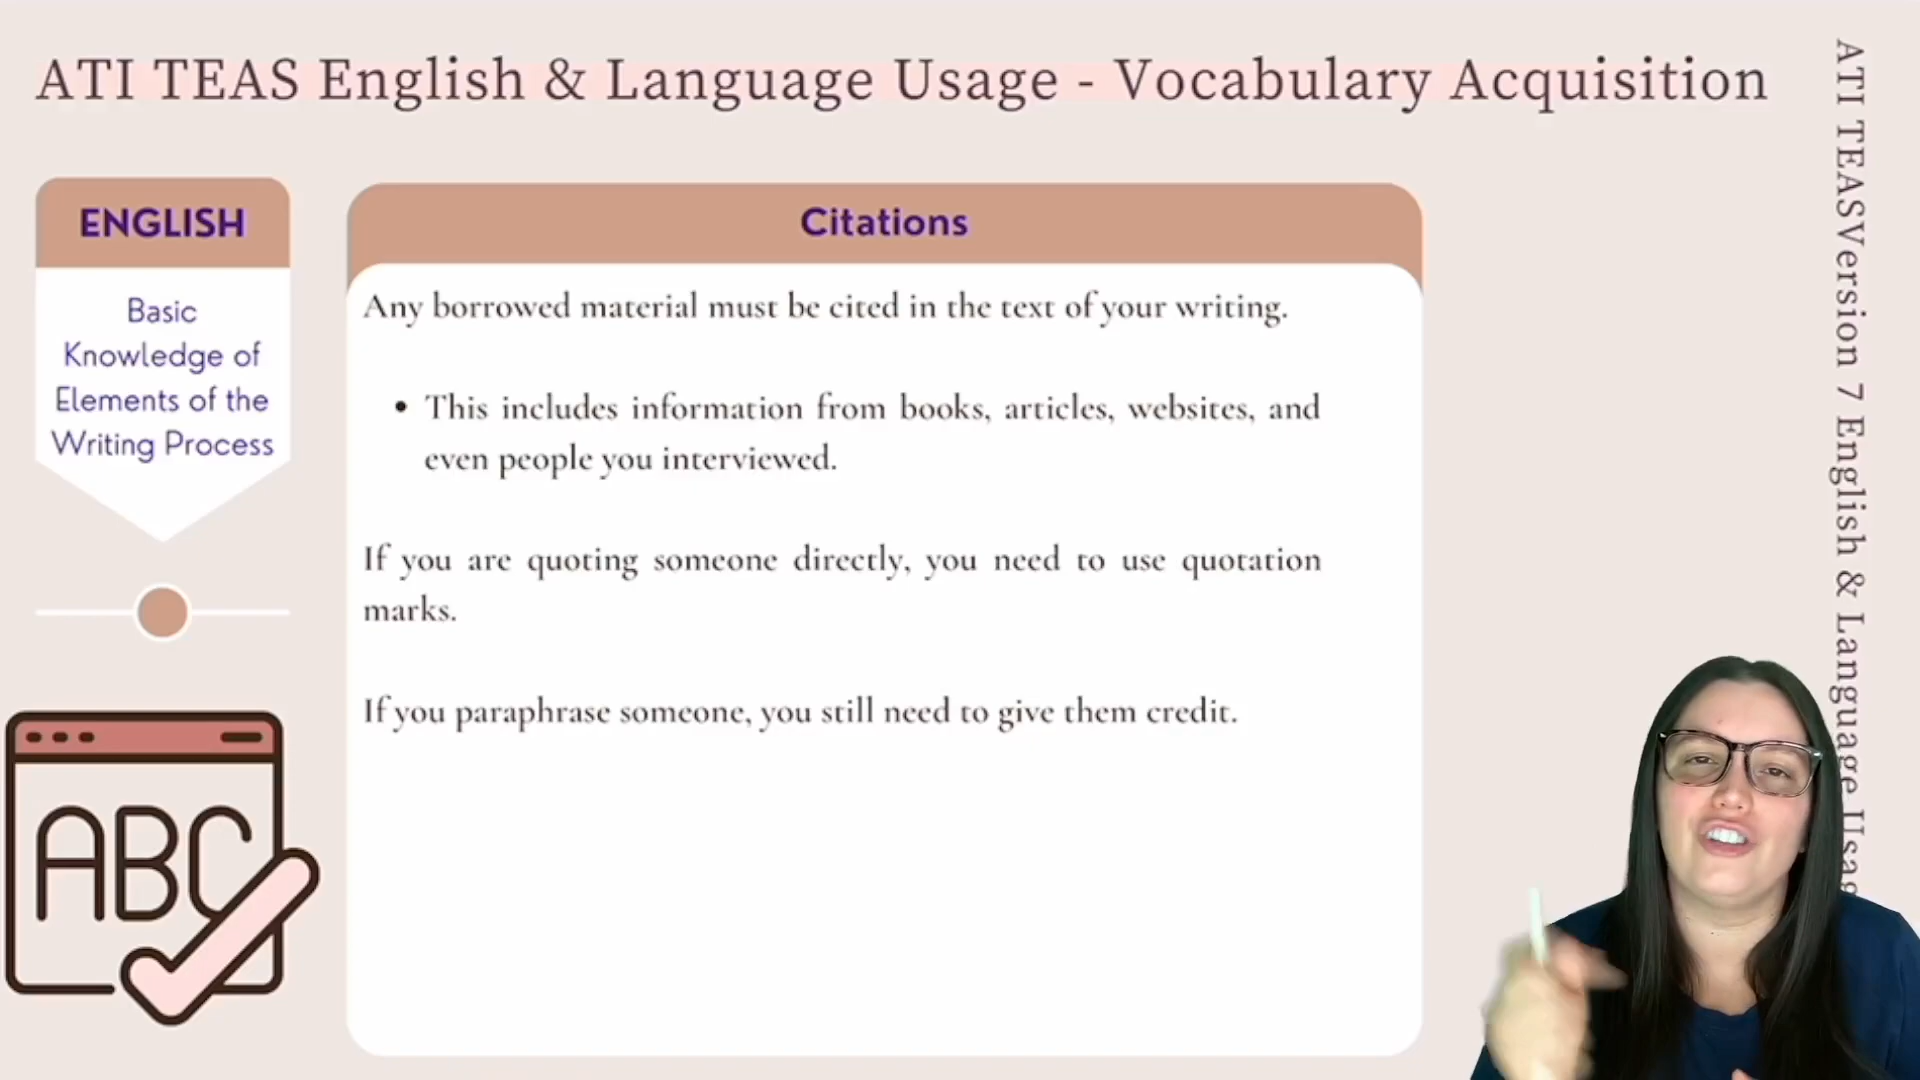 ATI TEAS English & Language Usage - Vocabulary Acquisition
ENGLISH
Basic
Knowledge of
Elements of the
Writing Process
ABC
Citations
Any borrowed material must be cited in the text of your writing.
• This includes information from books, articles, websites, and
even people you interviewed.
If you are quoting someone directly, you need to use quotation
marks.
If you paraphrase someone, you still need to give them credit.
ATI TEASVersion 7 English & Language Usag